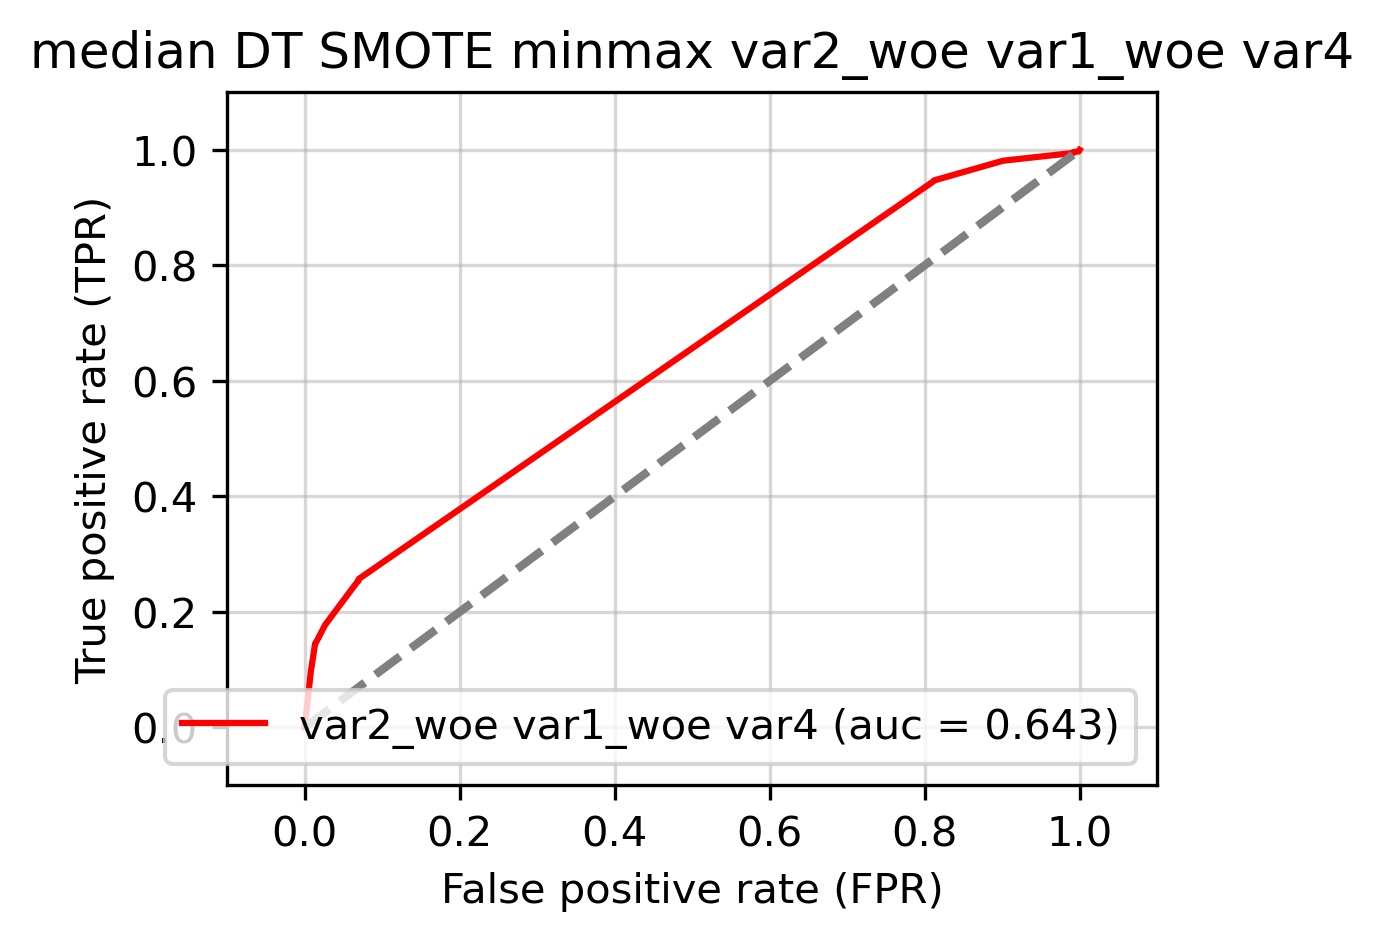 median DT SMOTE minmax var2_woe var1_woe var4
True positive rate (TPR)
1.0
0.8
0.6
0.4
0.2
0.0
var2_woe var1_woe var4 (auc = 0.643)
0.0 0.2 0.4 0.6 0.8 1.0
False positive rate (FPR)